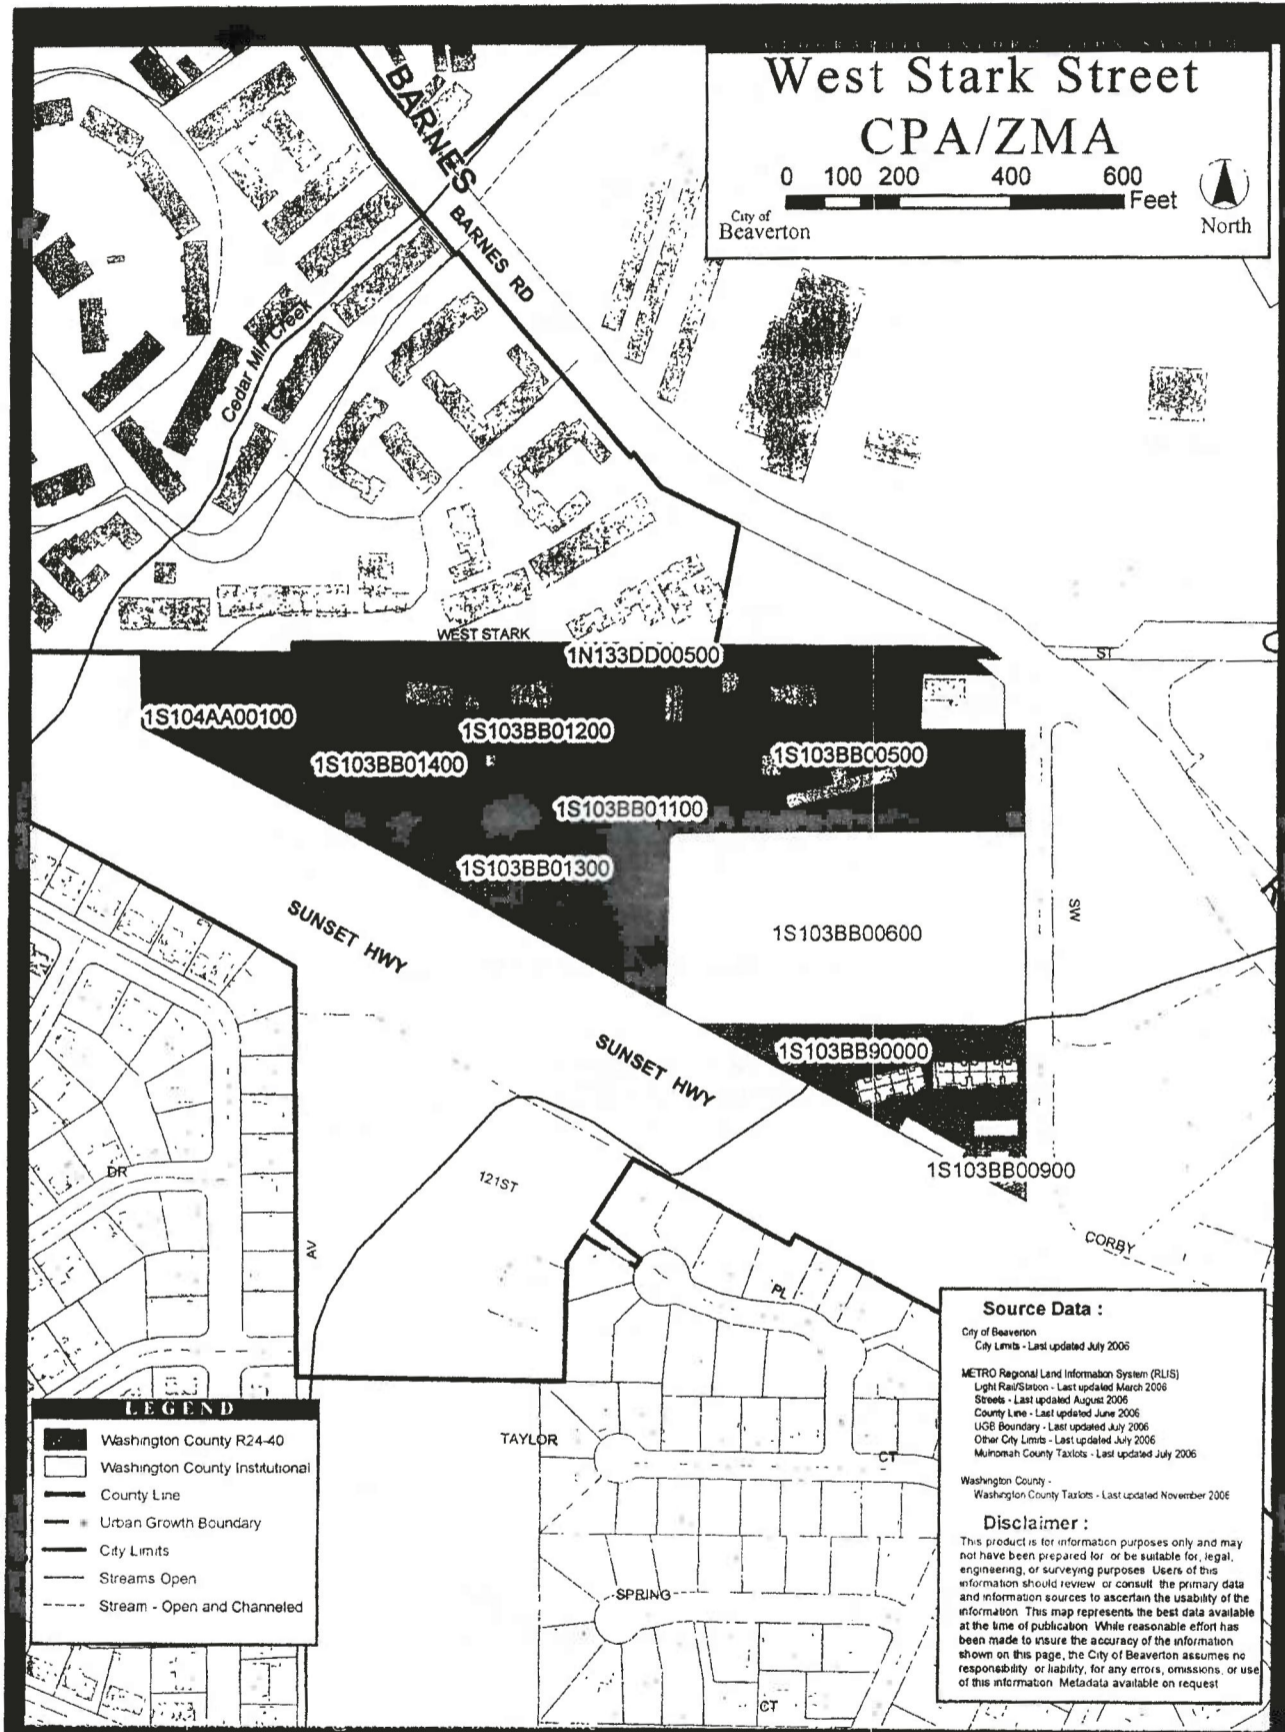 GEOGRAPHIC INFORMATION SYSTEM
West Stark Street
CPA/ZMA
0 100 200 400 600
Feet
City of
Beaverton
North
BARNES
BARNES RD
Cedar Mill Creek
WEST STARK
ST
1N133DD00500
1S104AA00100
1S103BB01200
1S103BB01400
1S103BB00500
1S103BB01100
1S103BB01300
1S103BB00600
SW
SUNSET HWY
SUNSET HWY
1S103BB90000
1S103BB00900
121ST
DR
AV
CORBY
PL
TAYLOR
CT
SPRING
CT
LEGEND
Washington County R24-40
Washington County Institutional
County Line
Urban Growth Boundary
City Limits
Streams Open
Stream - Open and Channeled
Source Data :
City of Beaverton
City Limits - Last updated July 2006
METRO Regional Land Information System (RLIS)
Light Rail/Station - Last updated March 2006
Streets - Last updated August 2006
County Line - Last updated June 2006
UGB Boundary - Last updated July 2006
Other City Limits - Last updated July 2006
Multnomah County Taxlots - Last updated July 2006
Washington County -
Washington County Taxlots - Last updated November 2006
Disclaimer :
This product is for information purposes only and may
not have been prepared for or be suitable for, legal,
engineering, or surveying purposes Users of this
information should review or consult the primary data
and information sources to ascertain the usability of the
information This map represents the best data available
at the time of publication While reasonable effort has
been made to insure the accuracy of the information
shown on this page, the City of Beaverton assumes no
responsibility or liability, for any errors, omissions, or use
of this information Metadata available on request